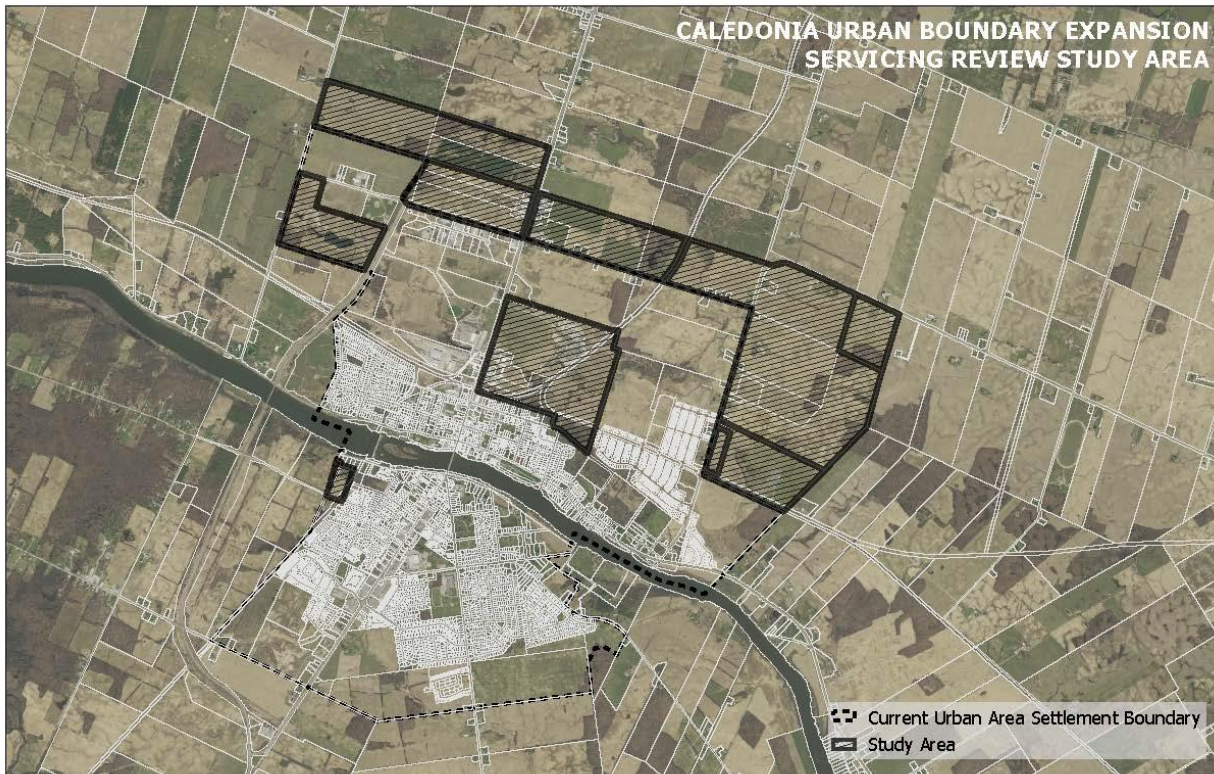 CALEDONIA URBAN BOUNDARY EXPANSION
SERVICING REVIEW STUDY AREA
Current Urban Area Settlement Boundary
Study Area